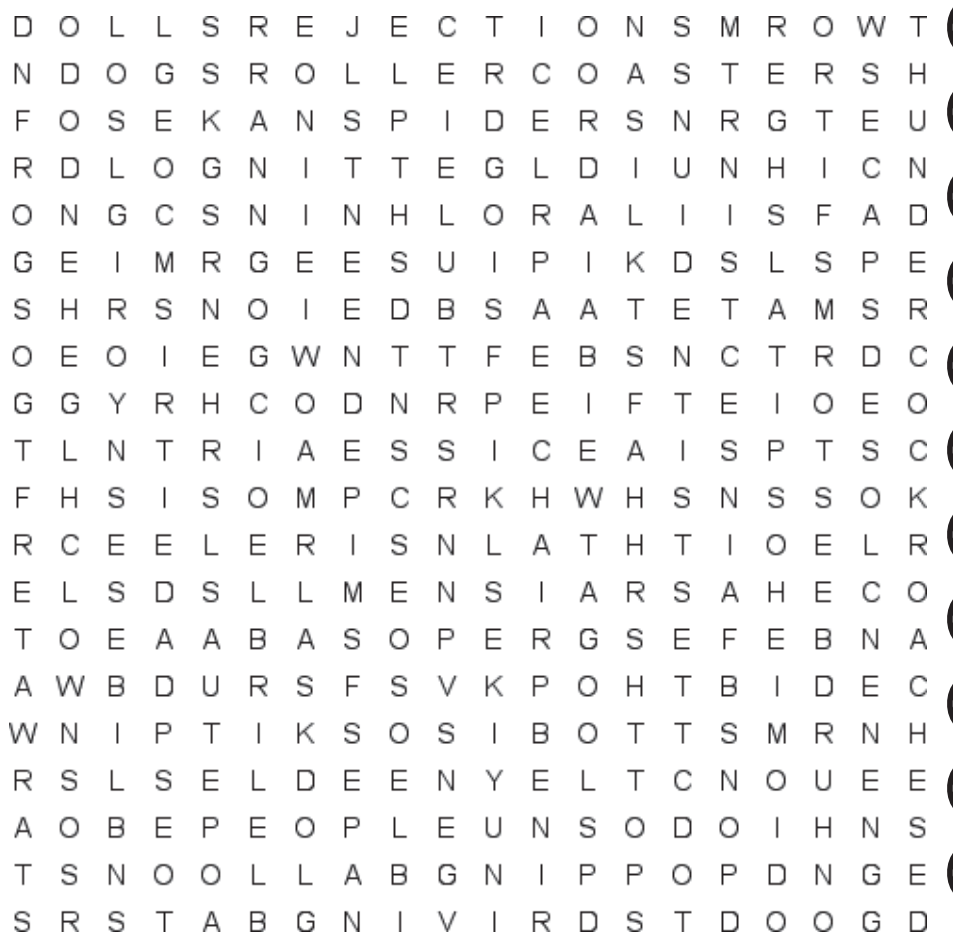 D O L L S R E J E C T I O N S M R O W T
N D O G S R O L L E R C O A S T E R S H
F O S E K A N S P I D E R S N R G T E U
R D L O G N I T T E G L D I U N H I C N
O N G C S N I N H L O R A L I I S F A D
G E I M R G E E S U I P I K D S L S P E
S H R S N O I E D B S A A T E T A M S R
O E O I E G W N T T F E B S N C T R D C
G G Y R H C O D N R P E I F T E I O E O
T L N T R I A E S S I C E A I S P T S C
F H S I S O M P C R K H W H S N S S O K
R C E E L E R I S N L A T H T I O E L R
E L S D S L L M E N S I A R S A H E C O
T O E A A B A S O P E R G S E F E B N A
A W B D U R S F S V K P O H T B I D E C
W N I P T I K S O S I B O T T S M R N H
R S L S E L D E E N Y E L T C N O U E E
A O B E P E O P L E U N S O D O I H N S
T S N O O L L A B G N I P P O P D N G E
S R S T A B G N I V I R D S T D O O G D